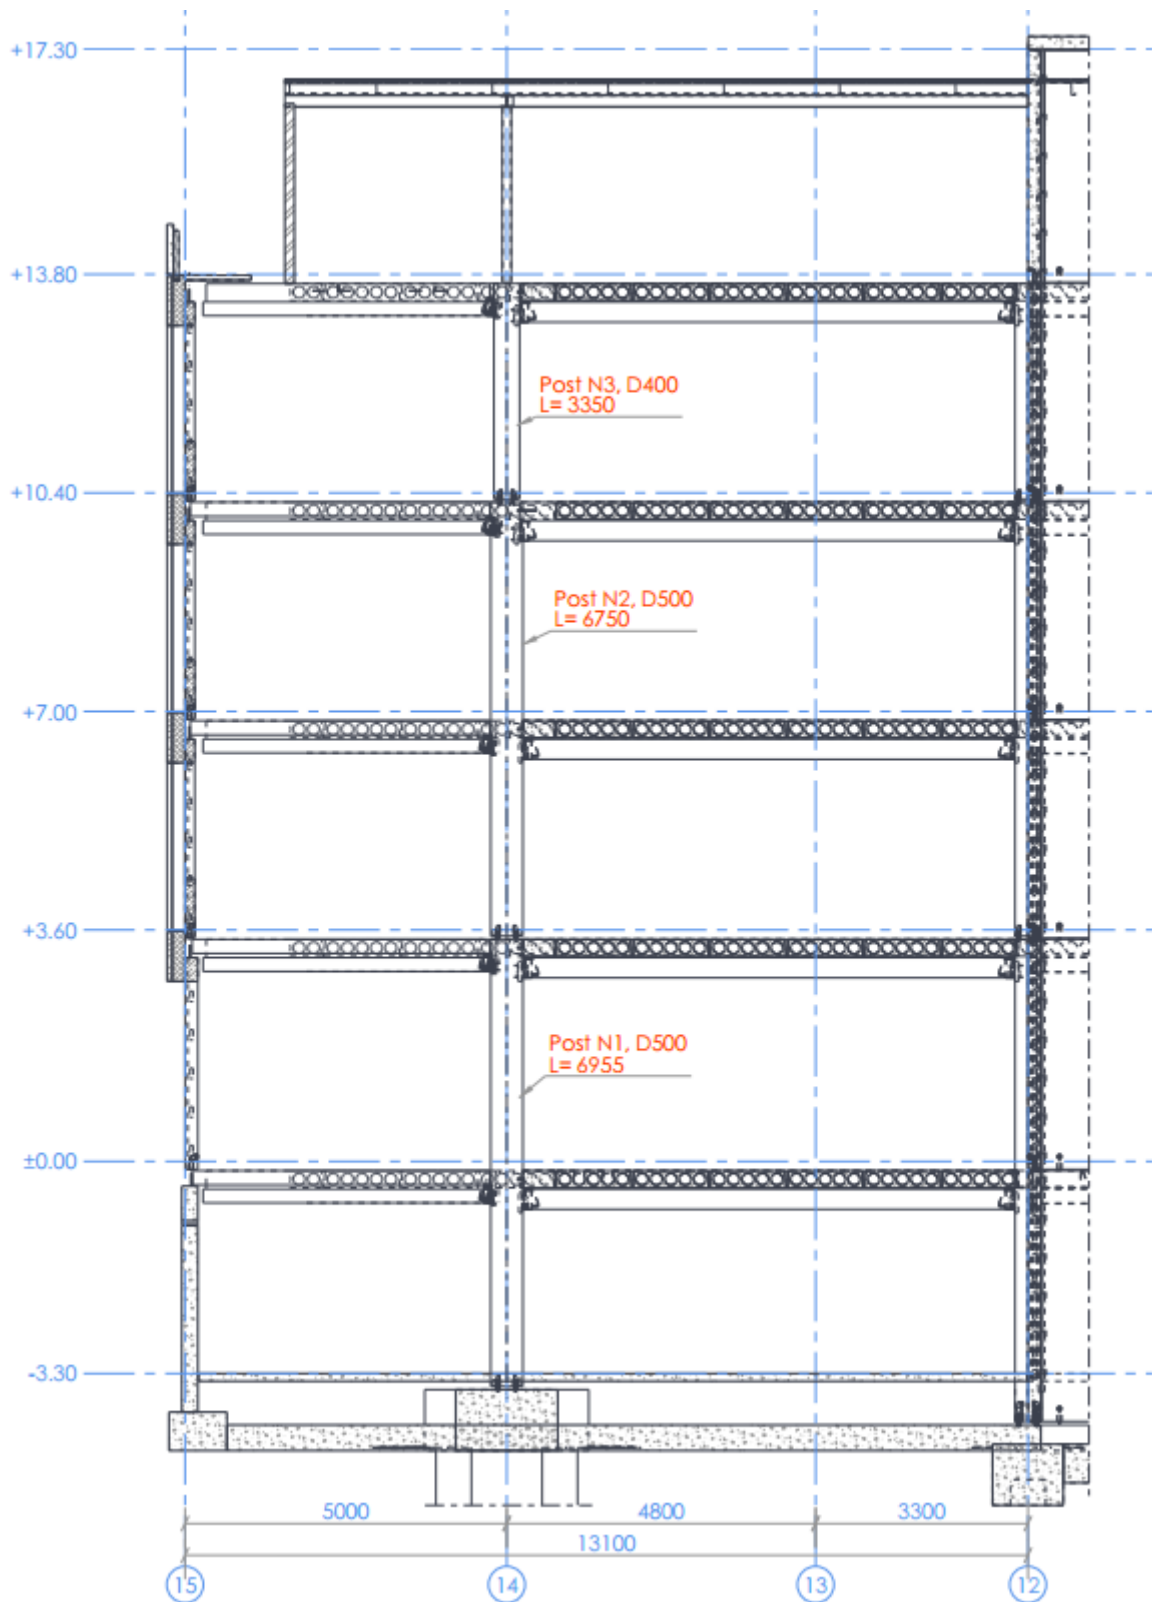 +17.30
+13.80
Post N3, D400
L= 3350
+10.40
Post N2, D500
L= 6750
+7.00
+3.60
Post N1, D500
L= 6955
±0.00
-3.30
5000 4800 3300
13100
15 14 13 12